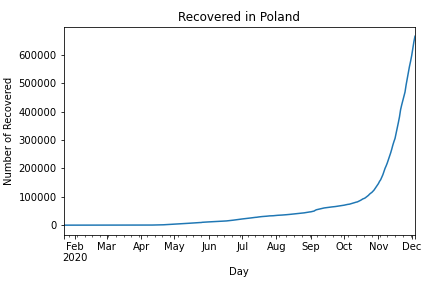 Recovered in Poland
Number of Recovered
600000
500000
400000
300000
200000
100000
0
Feb Mar Apr May Jun Jul Aug Sep Oct Nov Dec
2020
Day